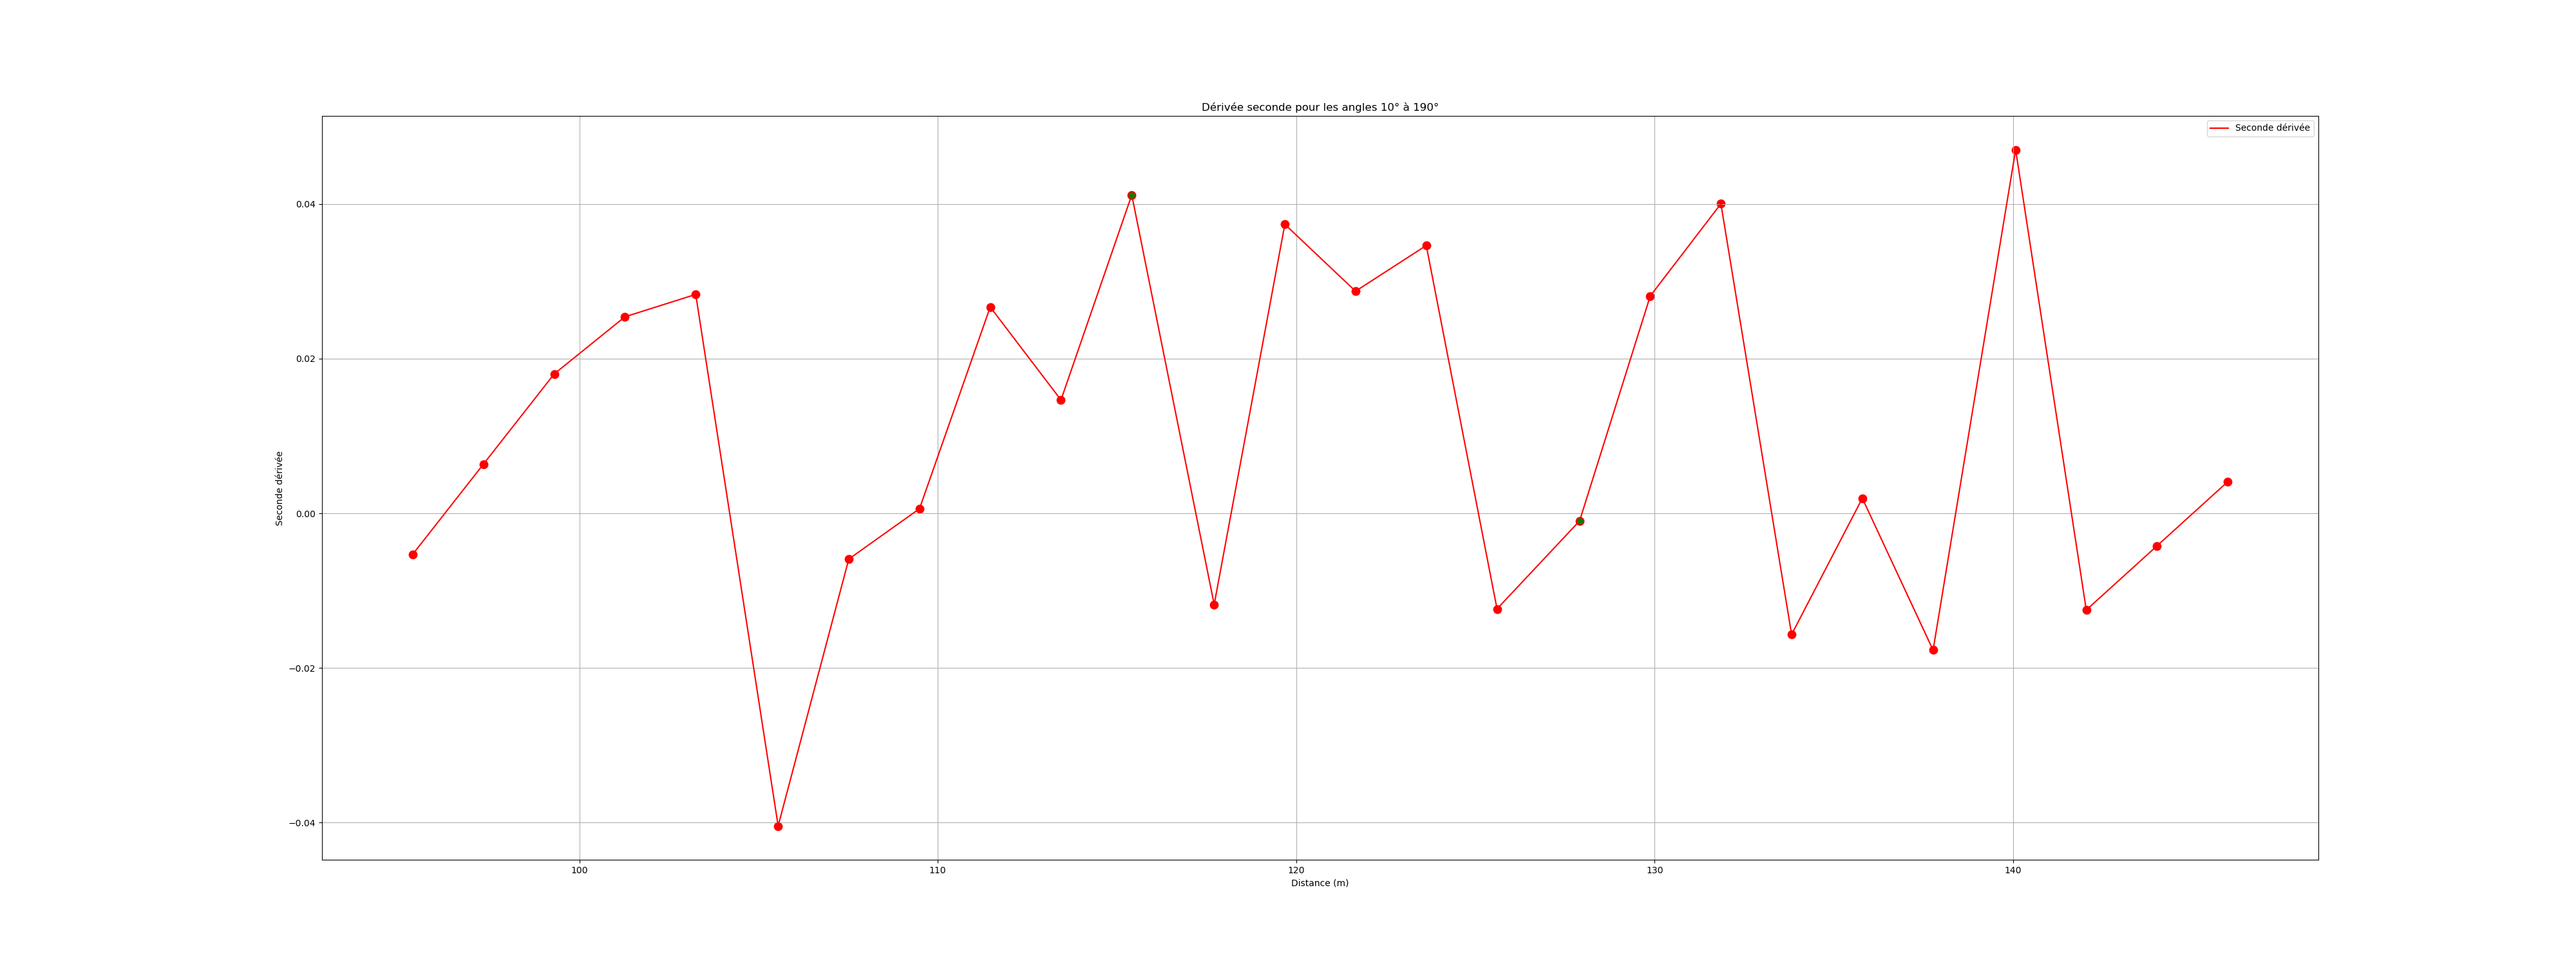 Dérivée seconde pour les angles 10° à 190°
Seconde dérivée
0.04
0.02
0.00
−0.02
−0.04
Seconde dérivée
100
110
120
130
140
Distance (m)